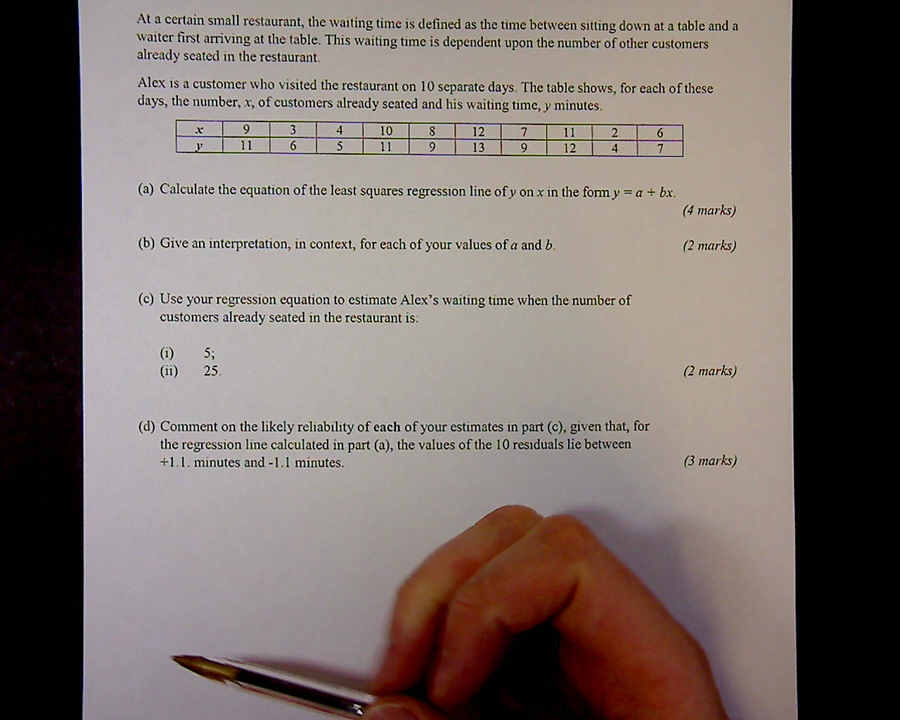 At a certain small restaurant, the waiting time is defined as the time between sitting down at a table and a
waiter first arriving at the table. This waiting time is dependent upon the number of other customers
already seated in the restaurant.
Alex is a customer who visited the restaurant on 10 separate days. The table shows, for each of these
days, the number, x, of customers already seated and his waiting time, y minutes.
x 9 3 4 10 8 12 7 11 2 6
y 11 6 5 11 9 13 9 12 4 7
(a) Calculate the equation of the least squares regression line of y on x in the form y = a + bx.
(4 marks)
(b) Give an interpretation, in context, for each of your values of a and b. (2 marks)
(c) Use your regression equation to estimate Alex's waiting time when the number of
customers already seated in the restaurant is:
(i) 5;
(ii) 25. (2 marks)
(d) Comment on the likely reliability of each of your estimates in part (c), given that, for
the regression line calculated in part (a), the values of the 10 residuals lie between
+1.1. minutes and -1.1 minutes. (3 marks)